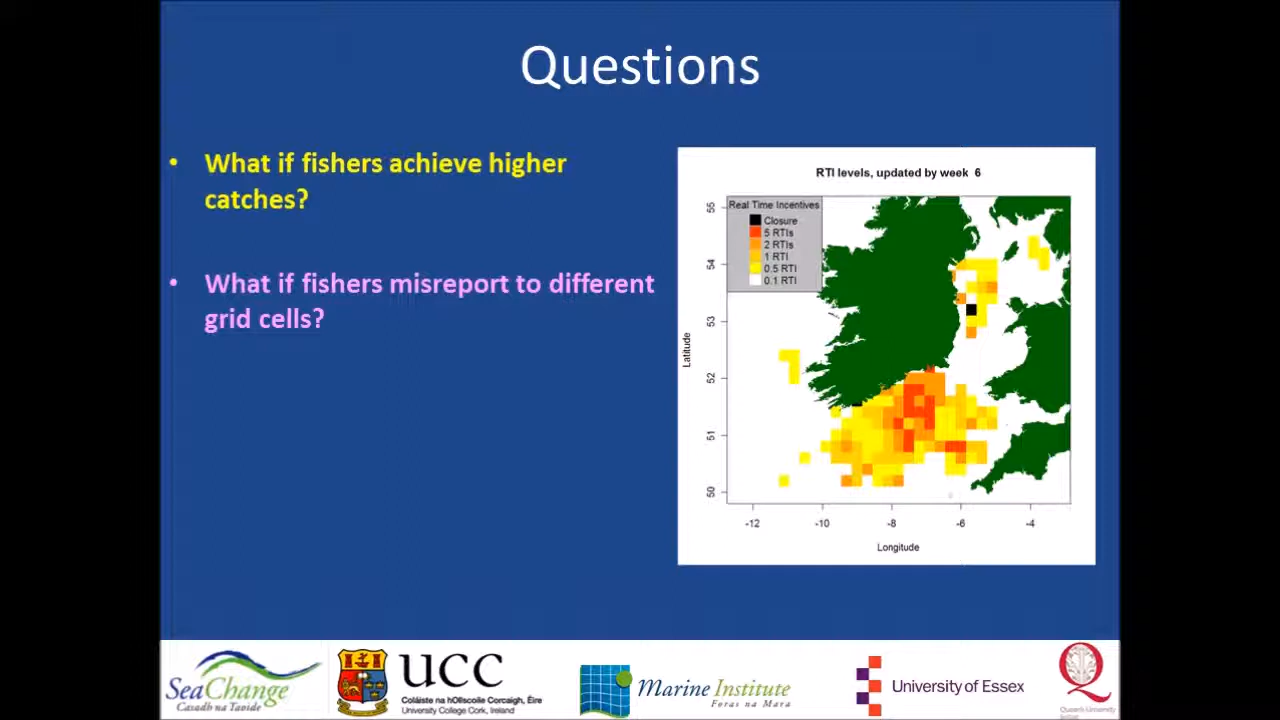 Questions
• What if fishers achieve higher
catches?
• What if fishers misreport to different
grid cells?
RTI levels, updated by week 6
Real Time Incentives
Closure
5 RTIs
2 RTIs
1 RTI
0.5 RTI
0.1 RTI
55
54
53
52
51
50
Latitude
-12 -10 -8 -6 -4
Longitude
SeaChange
Casadh na Taoide
UCC
Coláiste na hOllscoile Corcaigh, Éire
University College Cork, Ireland
Marine Institute
Foras na Mara
University of Essex
Queen's University